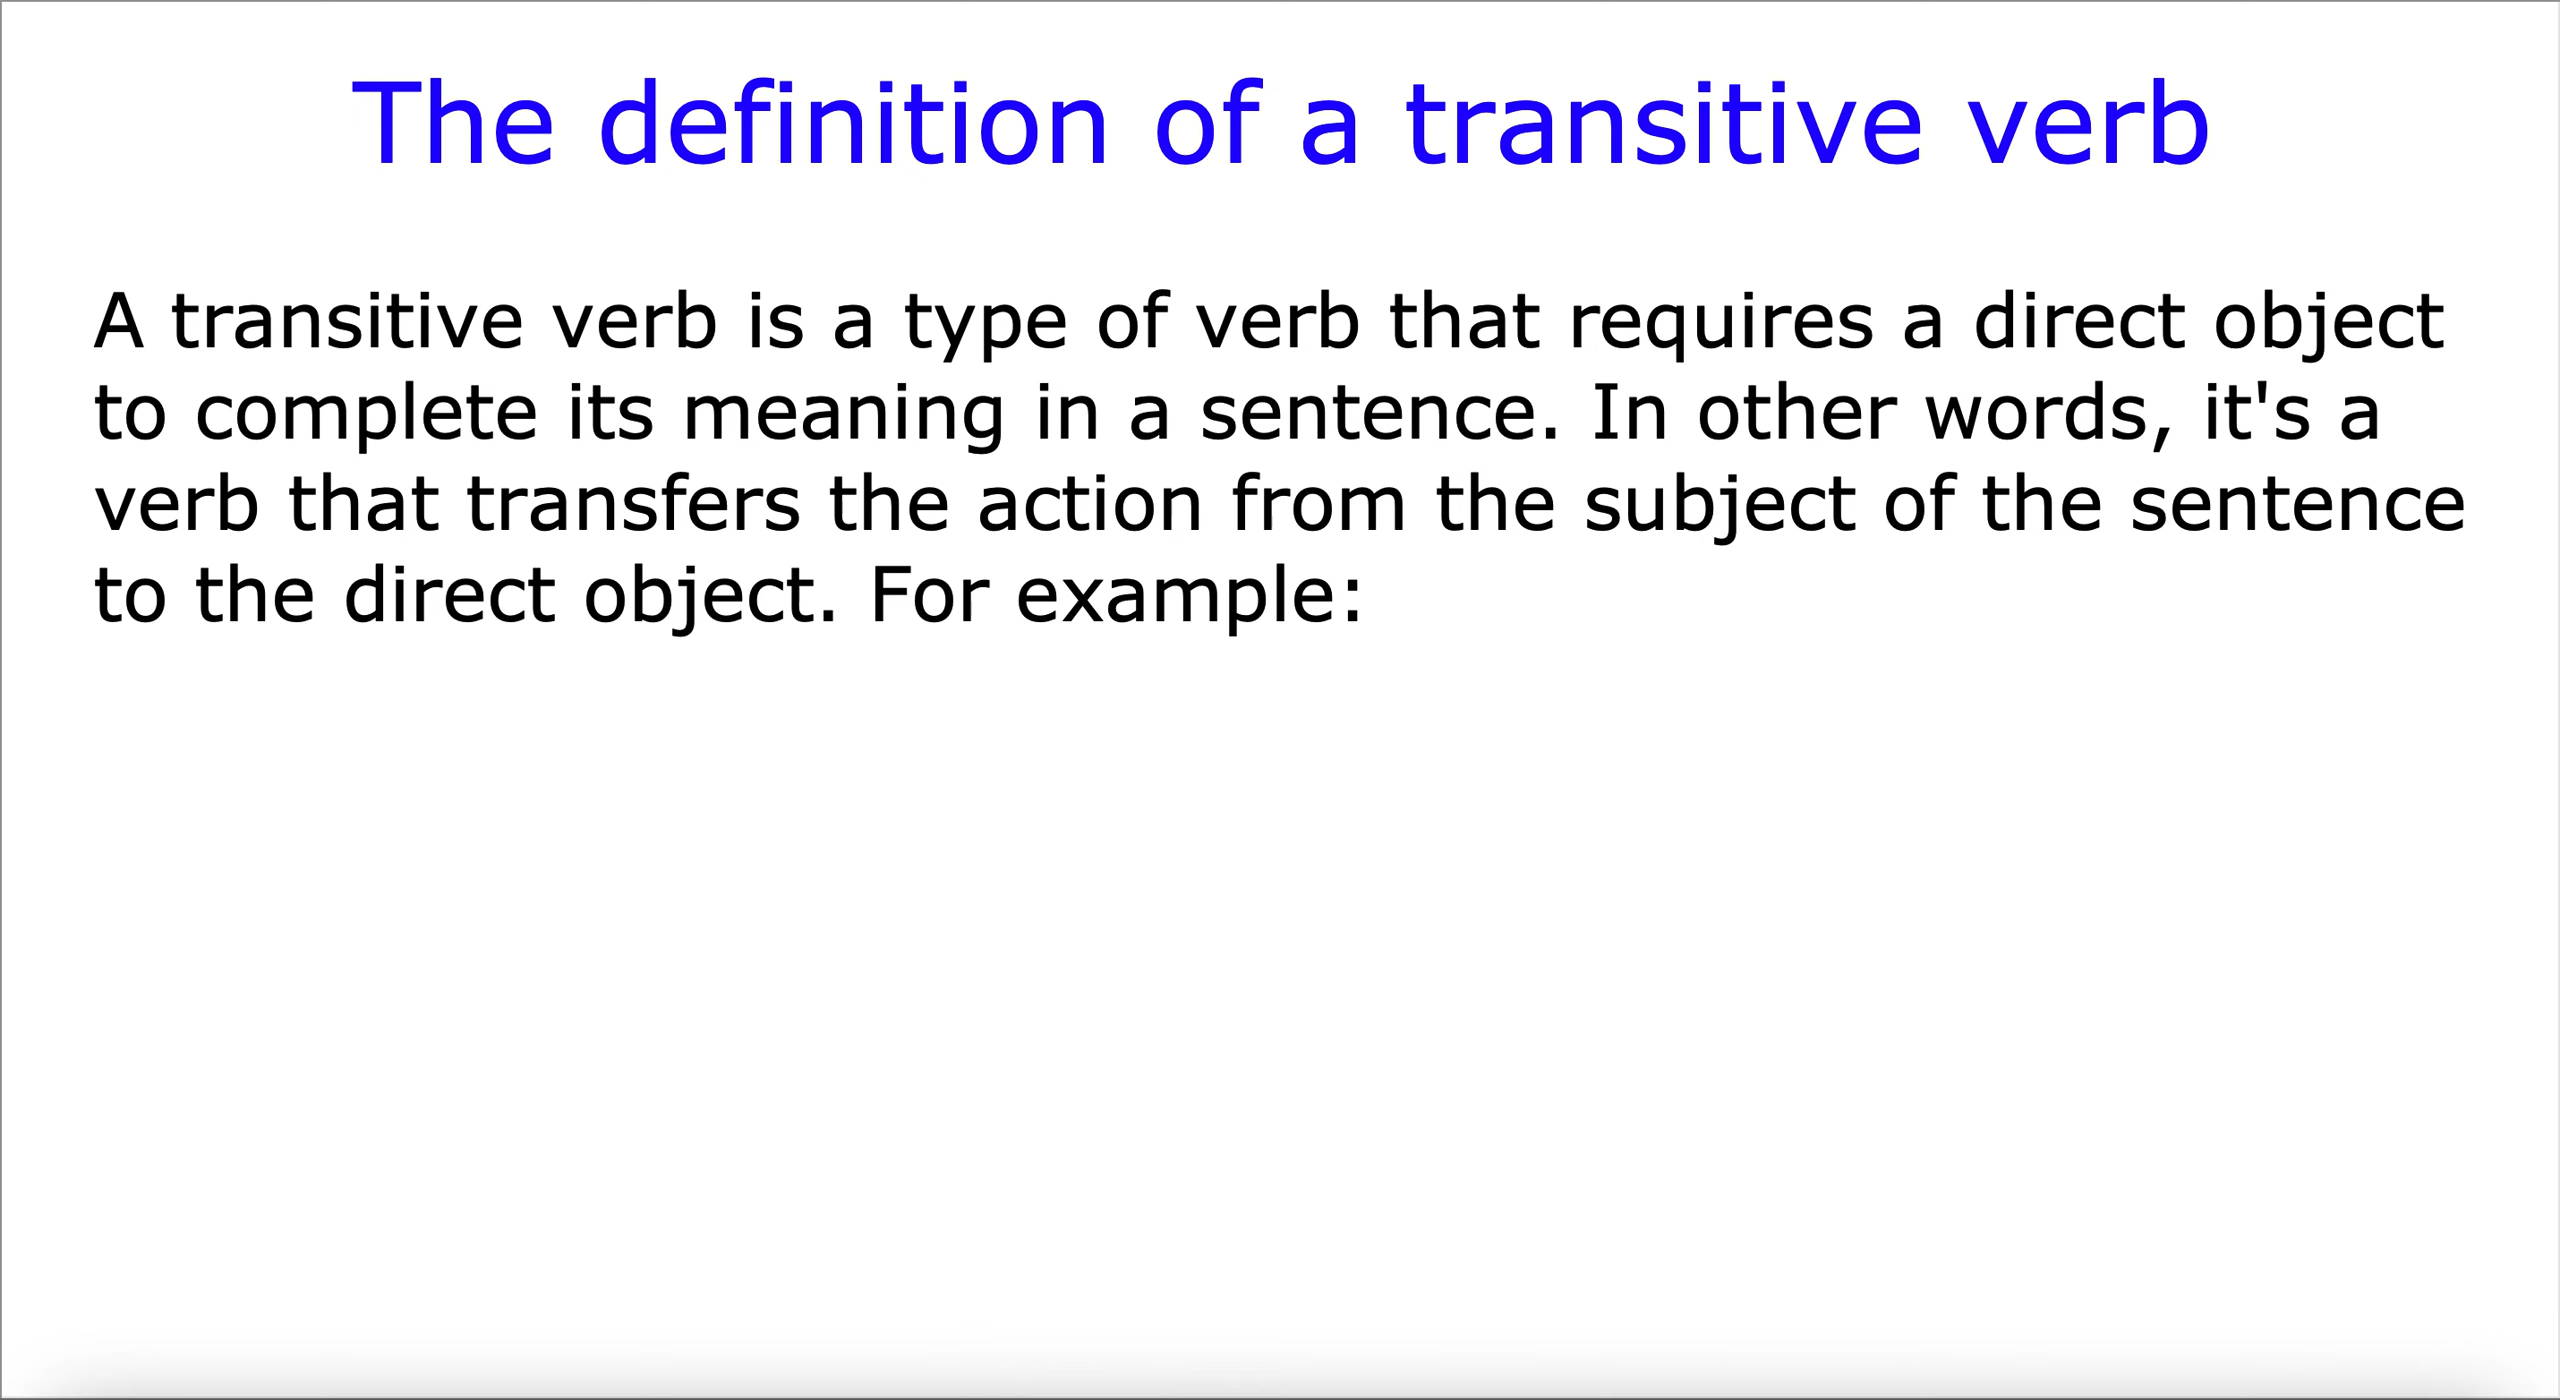 The definition of a transitive verb
A transitive verb is a type of verb that requires a direct object
to complete its meaning in a sentence. In other words, it's a
verb that transfers the action from the subject of the sentence
to the direct object. For example: